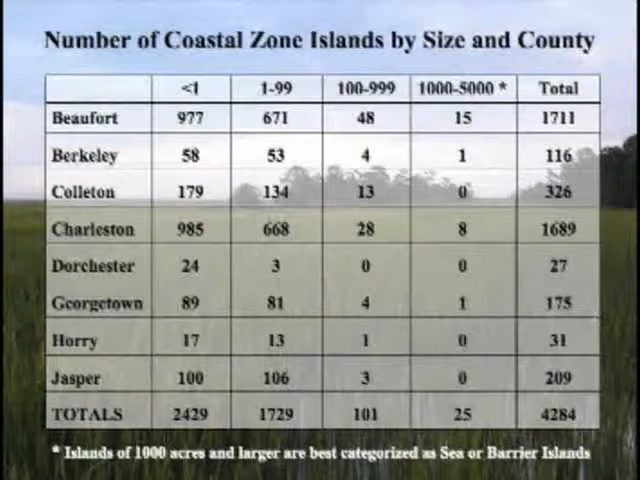 Number of Coastal Zone Islands by Size and County
<1 1-99 100-999 1000-5000 * Total
Beaufort 977 671 48 15 1711
Berkeley 58 53 4 1 116
Colleton 179 134 13 0 326
Charleston 985 668 28 8 1689
Dorchester 24 3 0 0 27
Georgetown 89 81 4 1 175
Horry 17 13 1 0 31
Jasper 100 106 3 0 209
TOTALS 2429 1729 101 25 4284
* Islands of 1000 acres and larger are best categorized as Sea or Barrier Islands